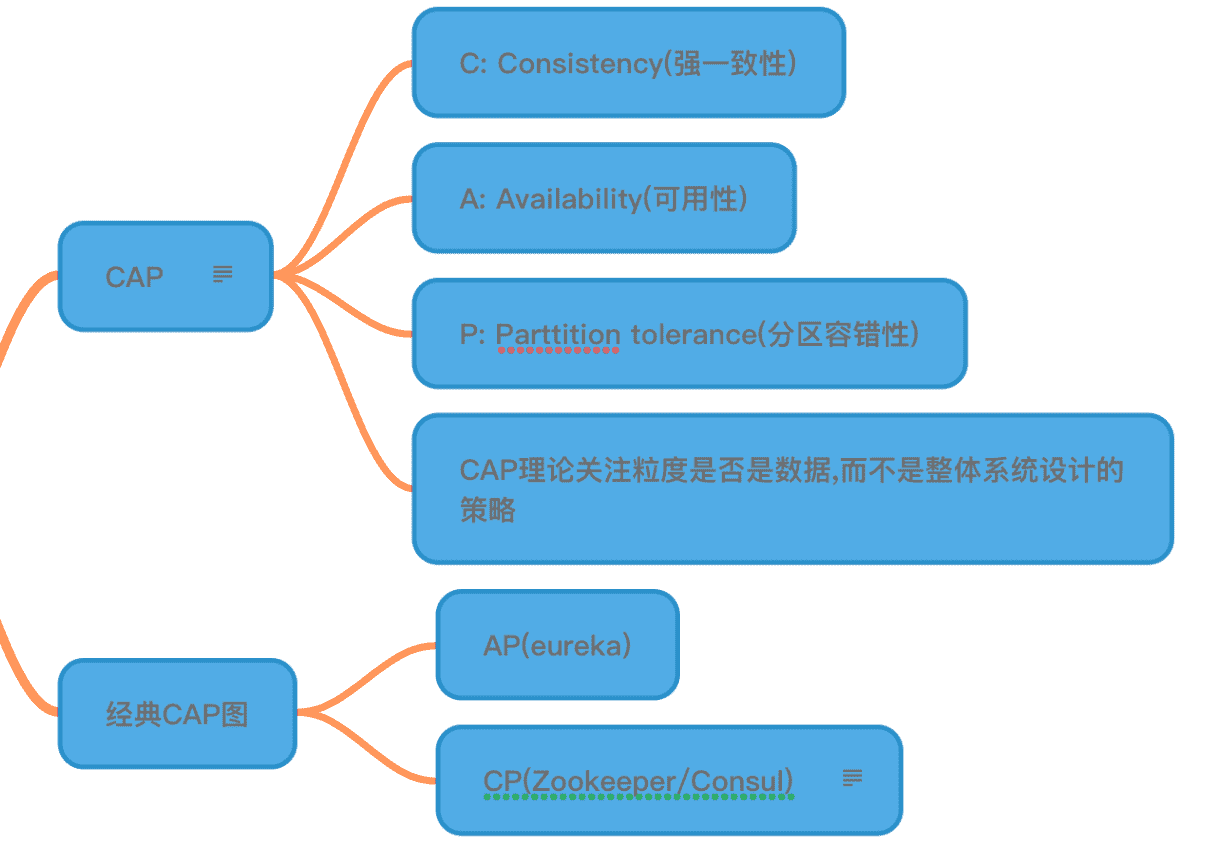 C: Consistency(强一致性)
A: Availability(可用性)
CAP
P: Parttition tolerance(分区容错性)
CAP理论关注粒度是否是数据,而不是整体系统设计的
策略
AP(eureka)
经典CAP图
CP(Zookeeper/Consul)